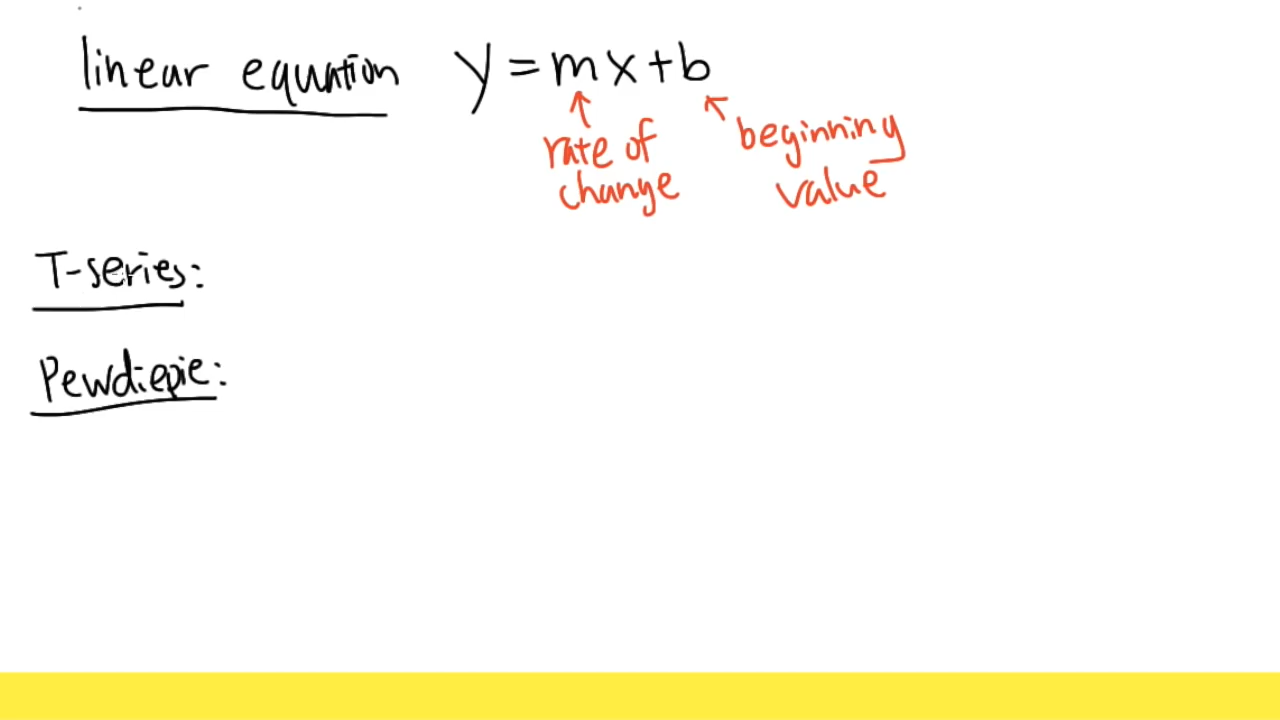 linear equation y = mx + b
rate of change
beginning value
T-series:
Pewdiepie: